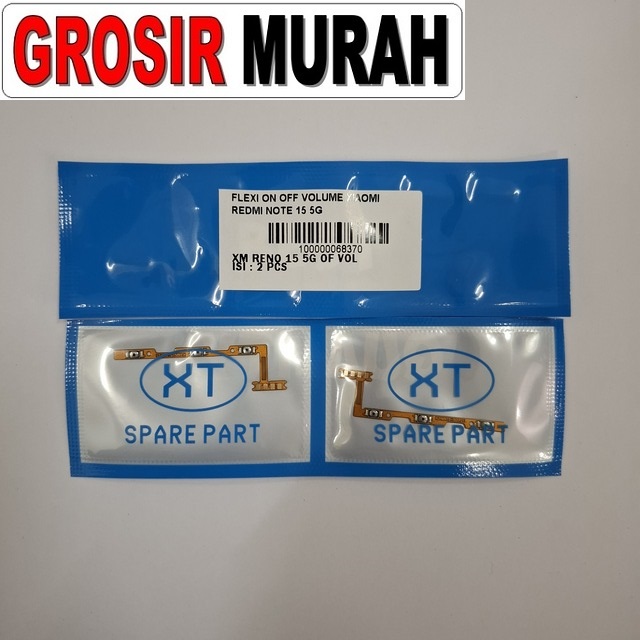 GROSIR MURAH
FLEXI ON OFF VOLUME XIAOMI
REDMI NOTE 15 5G
100000068370
XM RENO 15 5G OF VOL
ISI : 2 PCS
XT
SPARE PART
XT
SPARE PART